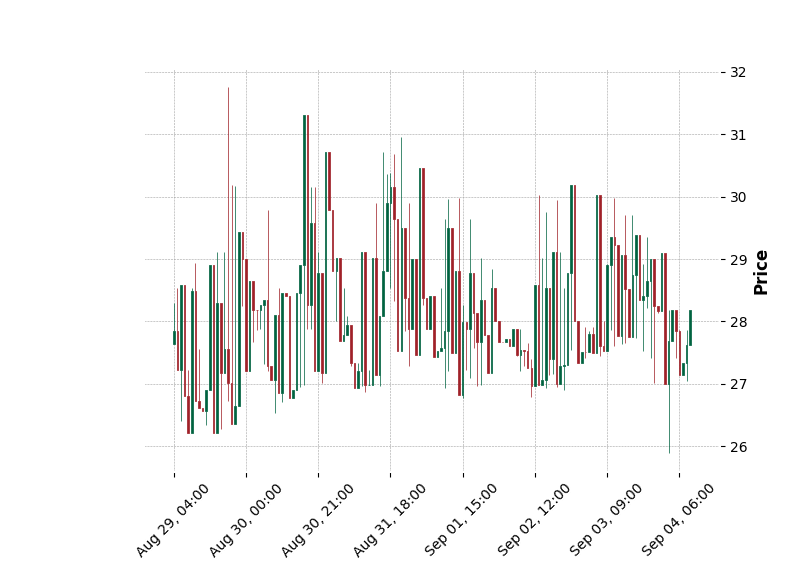 32
31
30
29
28
27
26
Price
Aug 29, 04:00
Aug 30, 00:00
Aug 30, 21:00
Aug 31, 18:00
Sep 01, 15:00
Sep 02, 12:00
Sep 03, 09:00
Sep 04, 06:00